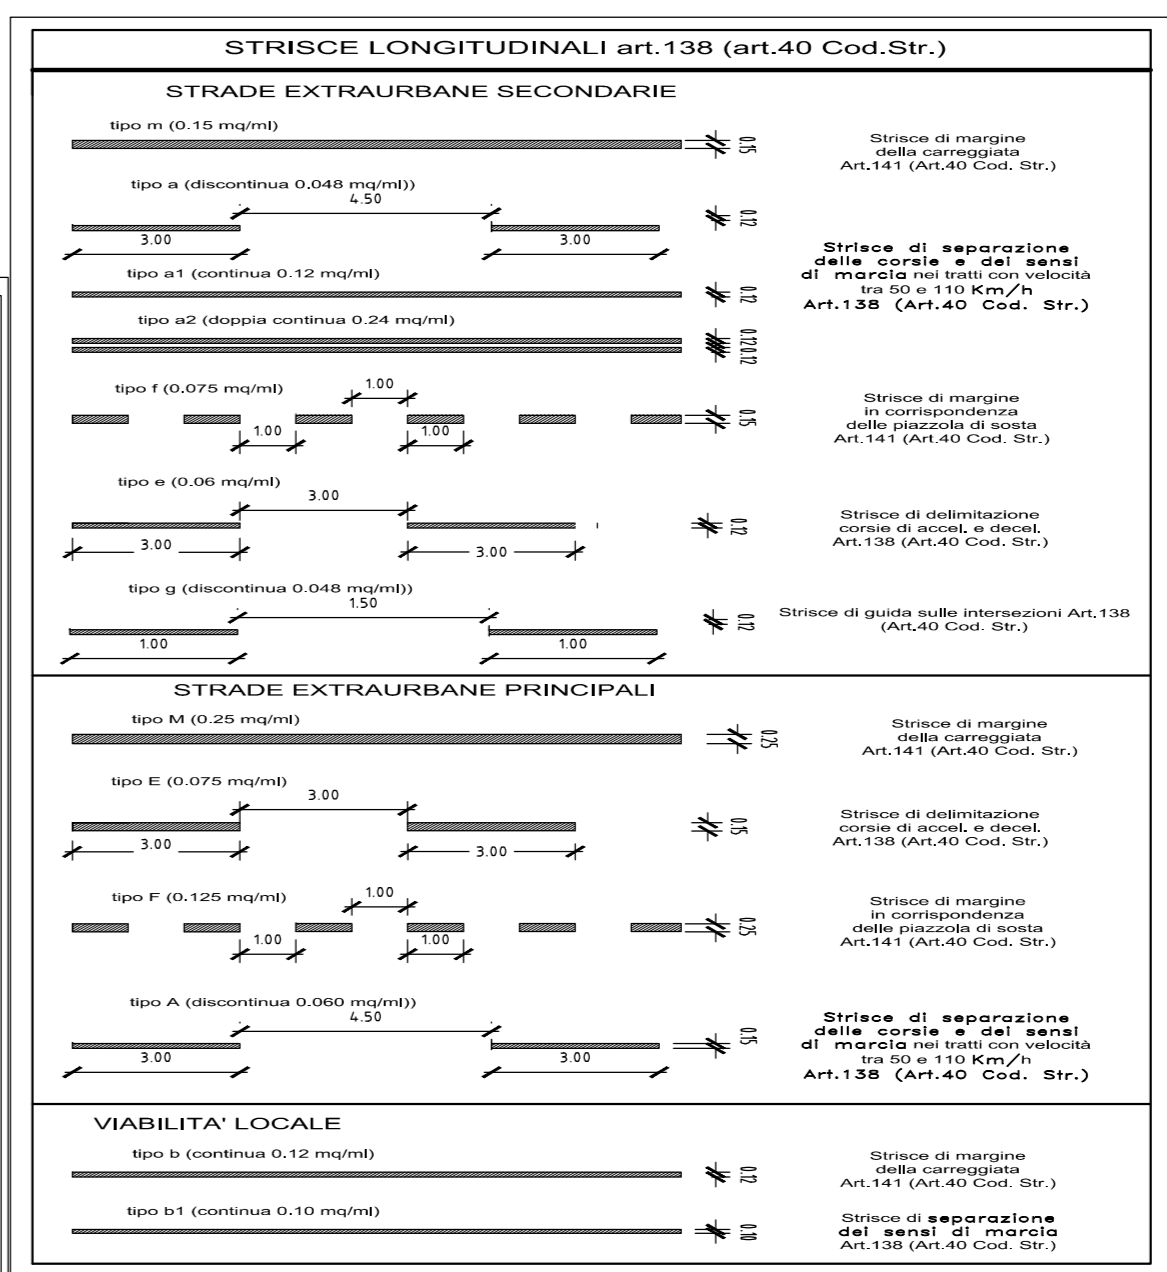 STRISCE LONGITUDINALI art.138 (art.40 Cod.Str.)
STRADE EXTRAURBANE SECONDARIE
tipo m (0.15 mq/ml)
0.15
Strisce di margine
della carreggiata
Art.141 (Art.40 Cod. Str.)
tipo a (discontinua 0.048 mq/ml))
4.50
3.00
3.00
0.12
Strisce di separazione
delle corsie e dei sensi
di marcia nei tratti con velocità
tra 50 e 110 Km/h
Art.138 (Art.40 Cod. Str.)
tipo a1 (continua 0.12 mq/ml)
0.12
tipo a2 (doppia continua 0.24 mq/ml)
0.12
0.12
tipo f (0.075 mq/ml)
1.00
1.00
1.00
0.15
Strisce di margine
in corrispondenza
delle piazzola di sosta
Art.141 (Art.40 Cod. Str.)
tipo e (0.06 mq/ml)
3.00
3.00
3.00
0.12
Strisce di delimitazione
corsie di accel. e decel.
Art.138 (Art.40 Cod. Str.)
tipo g (discontinua 0.048 mq/ml))
1.50
1.00
1.00
0.12
Strisce di guida sulle intersezioni Art.138
(Art.40 Cod. Str.)
STRADE EXTRAURBANE PRINCIPALI
tipo M (0.25 mq/ml)
0.25
Strisce di margine
della carreggiata
Art.141 (Art.40 Cod. Str.)
tipo E (0.075 mq/ml)
3.00
3.00
3.00
0.15
Strisce di delimitazione
corsie di accel. e decel.
Art.138 (Art.40 Cod. Str.)
tipo F (0.125 mq/ml)
1.00
1.00
1.00
0.25
Strisce di margine
in corrispondenza
delle piazzola di sosta
Art.141 (Art.40 Cod. Str.)
tipo A (discontinua 0.060 mq/ml))
4.50
3.00
3.00
0.15
Strisce di separazione
delle corsie e dei sensi
di marcia nei tratti con velocità
tra 50 e 110 Km/h
Art.138 (Art.40 Cod. Str.)
VIABILITA' LOCALE
tipo b (continua 0.12 mq/ml)
0.12
Strisce di margine
della carreggiata
Art.141 (Art.40 Cod. Str.)
tipo b1 (continua 0.10 mq/ml)
0.10
Strisce di separazione
dei sensi di marcia
Art.138 (Art.40 Cod. Str.)